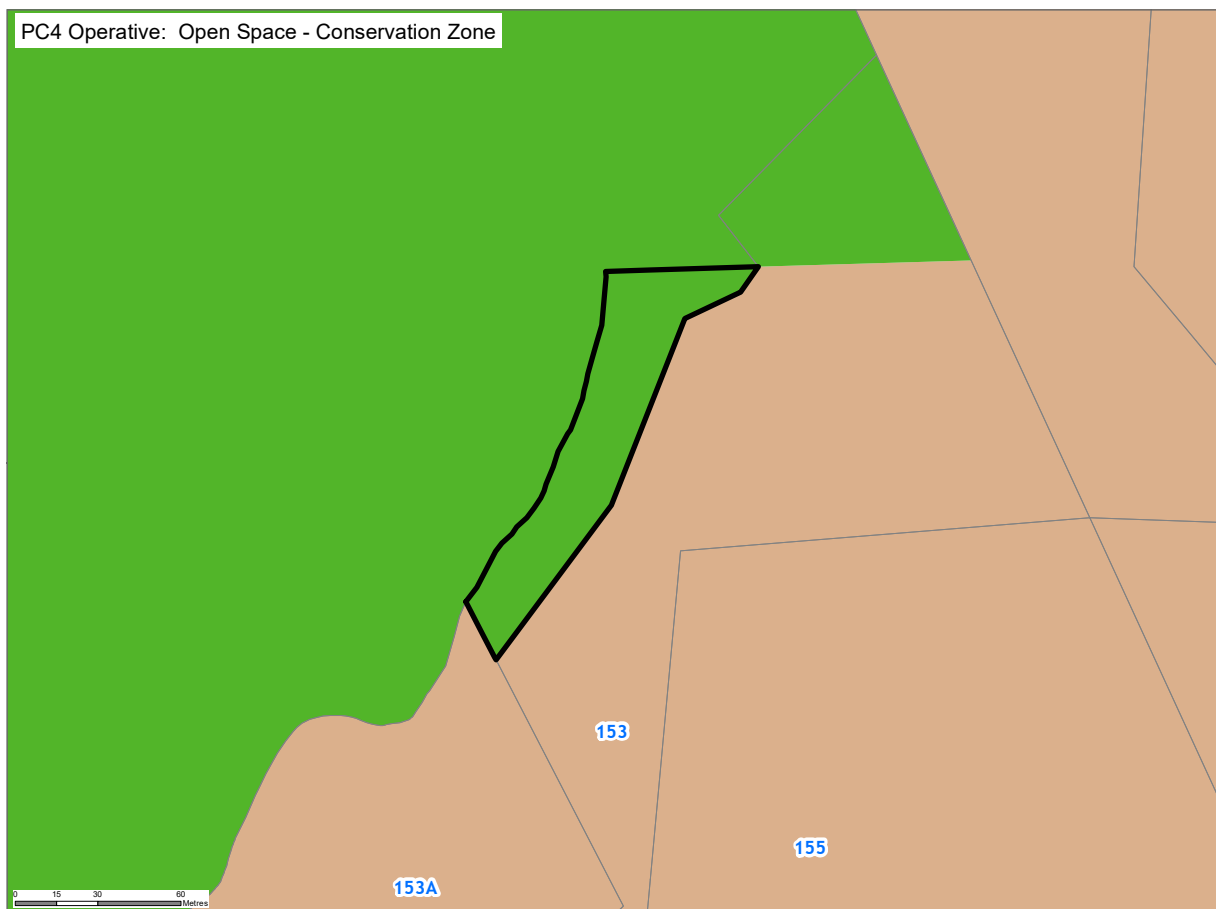 PC4 Operative:  Open Space - Conservation Zone
153
155
153A
0 15 30 60
Metres